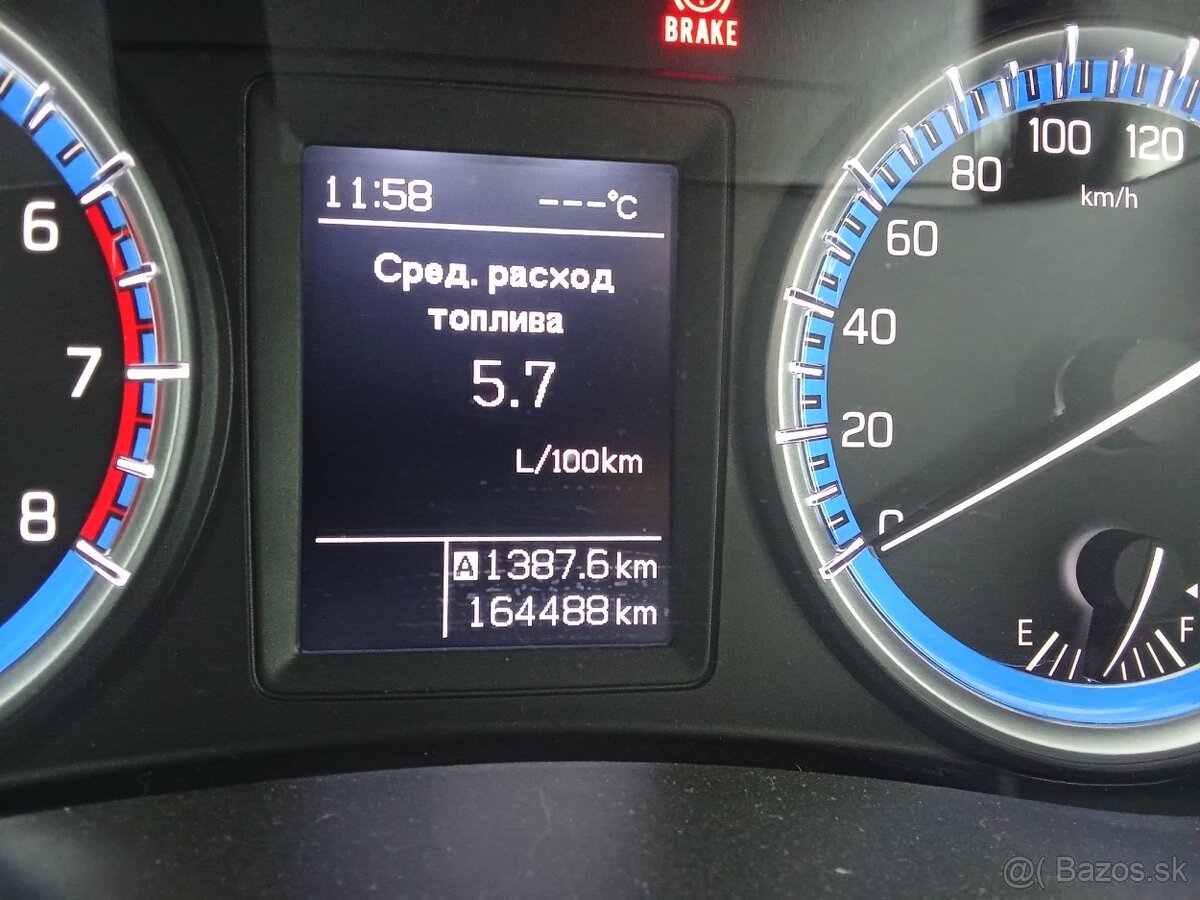 BRAKE
11:58 ---°C
Сред. расход
топлива
5.7
L/100km
A 1387.6 km
164488 km
6
7
8
0
20
40
60
80
100
120
km/h
E
F
@( Bazos.sk